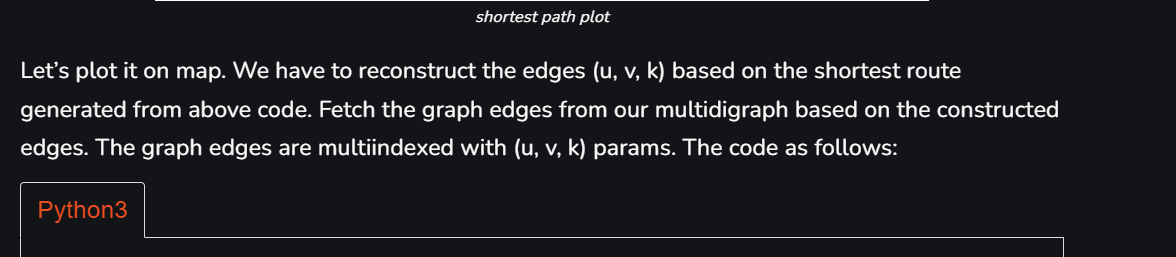 shortest path plot
Let’s plot it on map. We have to reconstruct the edges (u, v, k) based on the shortest route
generated from above code. Fetch the graph edges from our multidigraph based on the constructed
edges. The graph edges are multiindexed with (u, v, k) params. The code as follows:
Python3